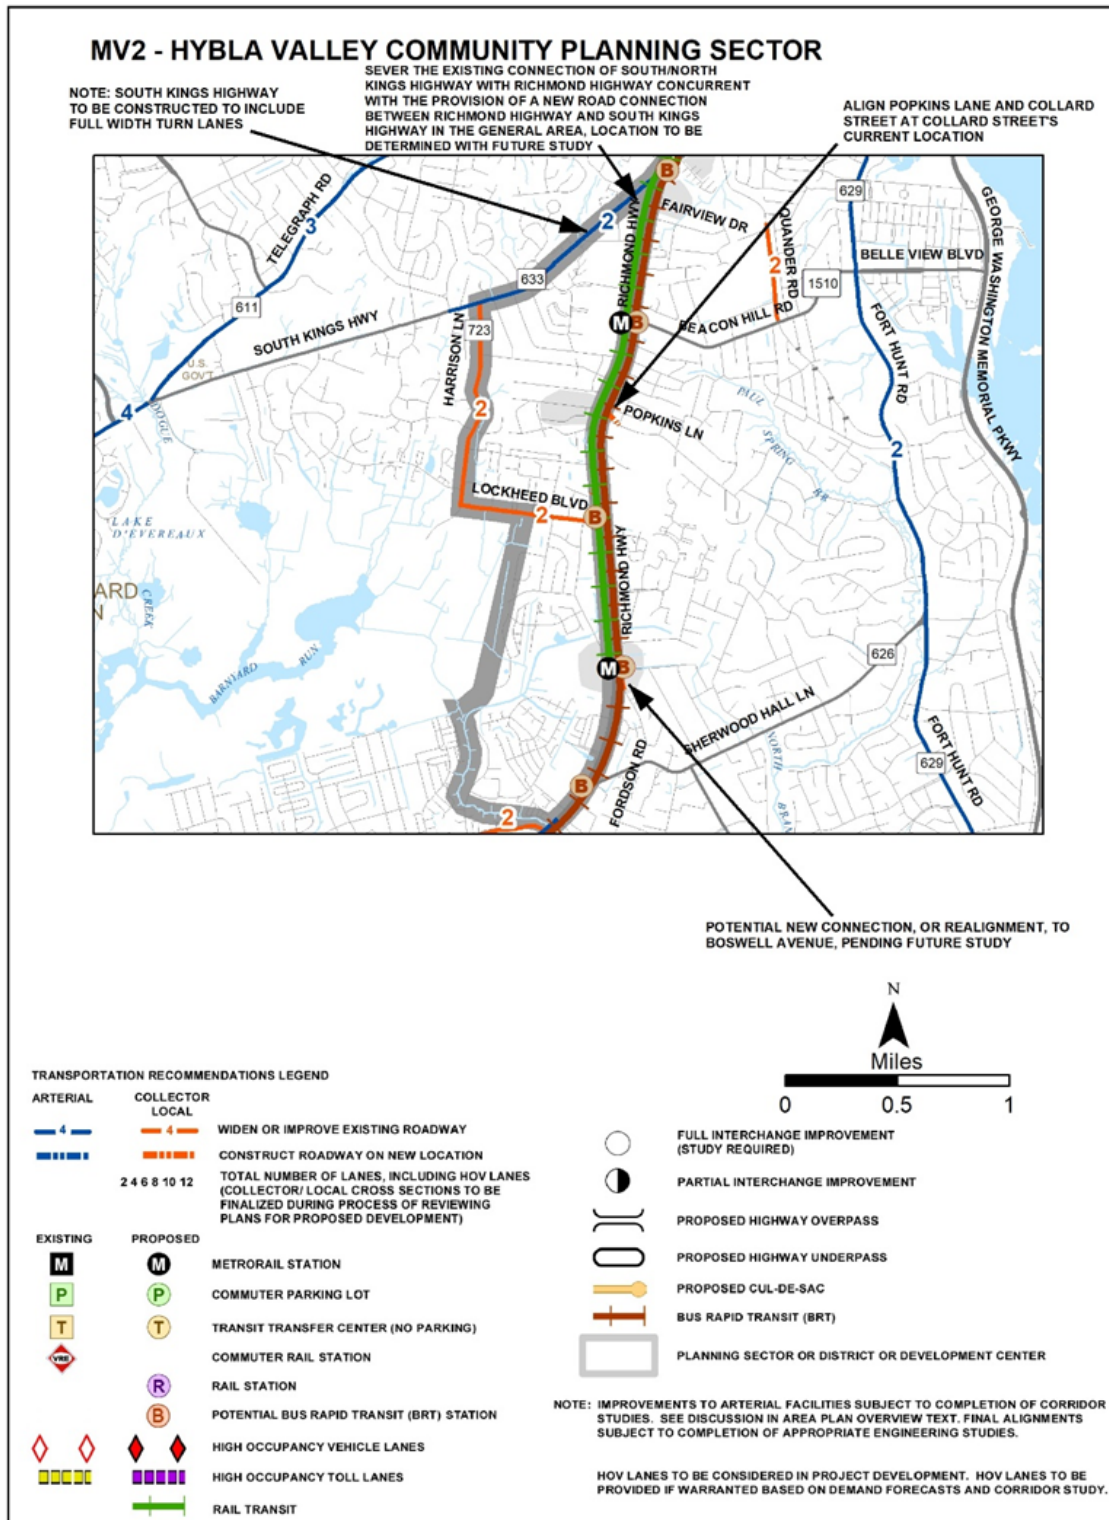 MV2 - HYBLA VALLEY COMMUNITY PLANNING SECTOR
NOTE: SOUTH KINGS HIGHWAY
TO BE CONSTRUCTED TO INCLUDE
FULL WIDTH TURN LANES
SEVER THE EXISTING CONNECTION OF SOUTH/NORTH
KINGS HIGHWAY WITH RICHMOND HIGHWAY CONCURRENT
WITH THE PROVISION OF A NEW ROAD CONNECTION
BETWEEN RICHMOND HIGHWAY AND SOUTH KINGS
HIGHWAY IN THE GENERAL AREA, LOCATION TO BE
DETERMINED WITH FUTURE STUDY
ALIGN POPKINS LANE AND COLLARD
STREET AT COLLARD STREET'S
CURRENT LOCATION
TELEGRAPH RD
3
611
4
SOUTH KINGS HWY
U.S.
GOV'T
DOGUE
CREEK
633
2
723
HARRISON LN
2
LOCKHEED BLVD
2
RICHMOND HWY
B
FAIRVIEW DR
QUANDER RD
2
629
BELLE VIEW BLVD
1510
M
B
BEACON HILL RD
FORT HUNT RD
2
GEORGE WASHINGTON MEMORIAL PKWY
PAUL
SPRING
BR
POPKINS LN
B
RICHMOND HWY
LAKE
D'EVEREAUX
ARD
N
BARNYARD
RUN
M
B
626
SHERWOOD HALL LN
FORDSON RD
B
2
NORTH
BRAN
629
FORT HUNT RD
POTENTIAL NEW CONNECTION, OR REALIGNMENT, TO
BOSWELL AVENUE, PENDING FUTURE STUDY
N
Miles
0 0.5 1
TRANSPORTATION RECOMMENDATIONS LEGEND
ARTERIAL
COLLECTOR
LOCAL
4 4 WIDEN OR IMPROVE EXISTING ROADWAY
CONSTRUCT ROADWAY ON NEW LOCATION
2 4 6 8 10 12 TOTAL NUMBER OF LANES, INCLUDING HOV LANES
(COLLECTOR/ LOCAL CROSS SECTIONS TO BE
FINALIZED DURING PROCESS OF REVIEWING
PLANS FOR PROPOSED DEVELOPMENT)
EXISTING PROPOSED
M M METRORAIL STATION
P P COMMUTER PARKING LOT
T T TRANSIT TRANSFER CENTER (NO PARKING)
VRE COMMUTER RAIL STATION
R RAIL STATION
B POTENTIAL BUS RAPID TRANSIT (BRT) STATION
HIGH OCCUPANCY VEHICLE LANES
HIGH OCCUPANCY TOLL LANES
RAIL TRANSIT
FULL INTERCHANGE IMPROVEMENT
(STUDY REQUIRED)
PARTIAL INTERCHANGE IMPROVEMENT
PROPOSED HIGHWAY OVERPASS
PROPOSED HIGHWAY UNDERPASS
PROPOSED CUL-DE-SAC
BUS RAPID TRANSIT (BRT)
PLANNING SECTOR OR DISTRICT OR DEVELOPMENT CENTER
NOTE: IMPROVEMENTS TO ARTERIAL FACILITIES SUBJECT TO COMPLETION OF CORRIDOR
STUDIES. SEE DISCUSSION IN AREA PLAN OVERVIEW TEXT. FINAL ALIGNMENTS
SUBJECT TO COMPLETION OF APPROPRIATE ENGINEERING STUDIES.
HOV LANES TO BE CONSIDERED IN PROJECT DEVELOPMENT. HOV LANES TO BE
PROVIDED IF WARRANTED BASED ON DEMAND FORECASTS AND CORRIDOR STUDY.